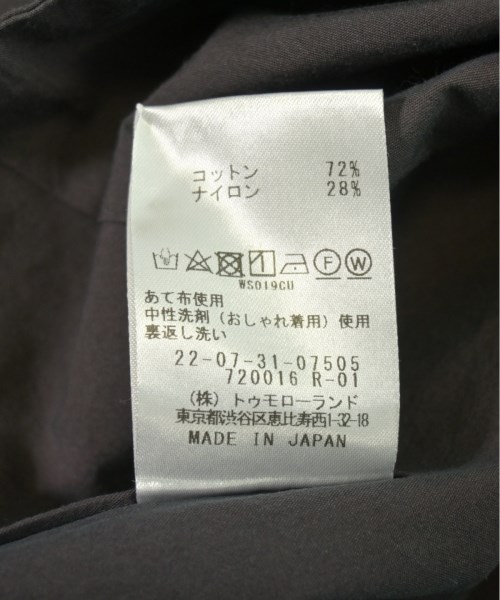 コットン 72%
ナイロン 28%
F W
WS019CU
あて布使用
中性洗剤（おしゃれ着用）使用
裏返し洗い
22-07-31-07505
720016 R-01
（株）トゥモローランド
東京都渋谷区恵比寿西1-32-18
MADE IN JAPAN